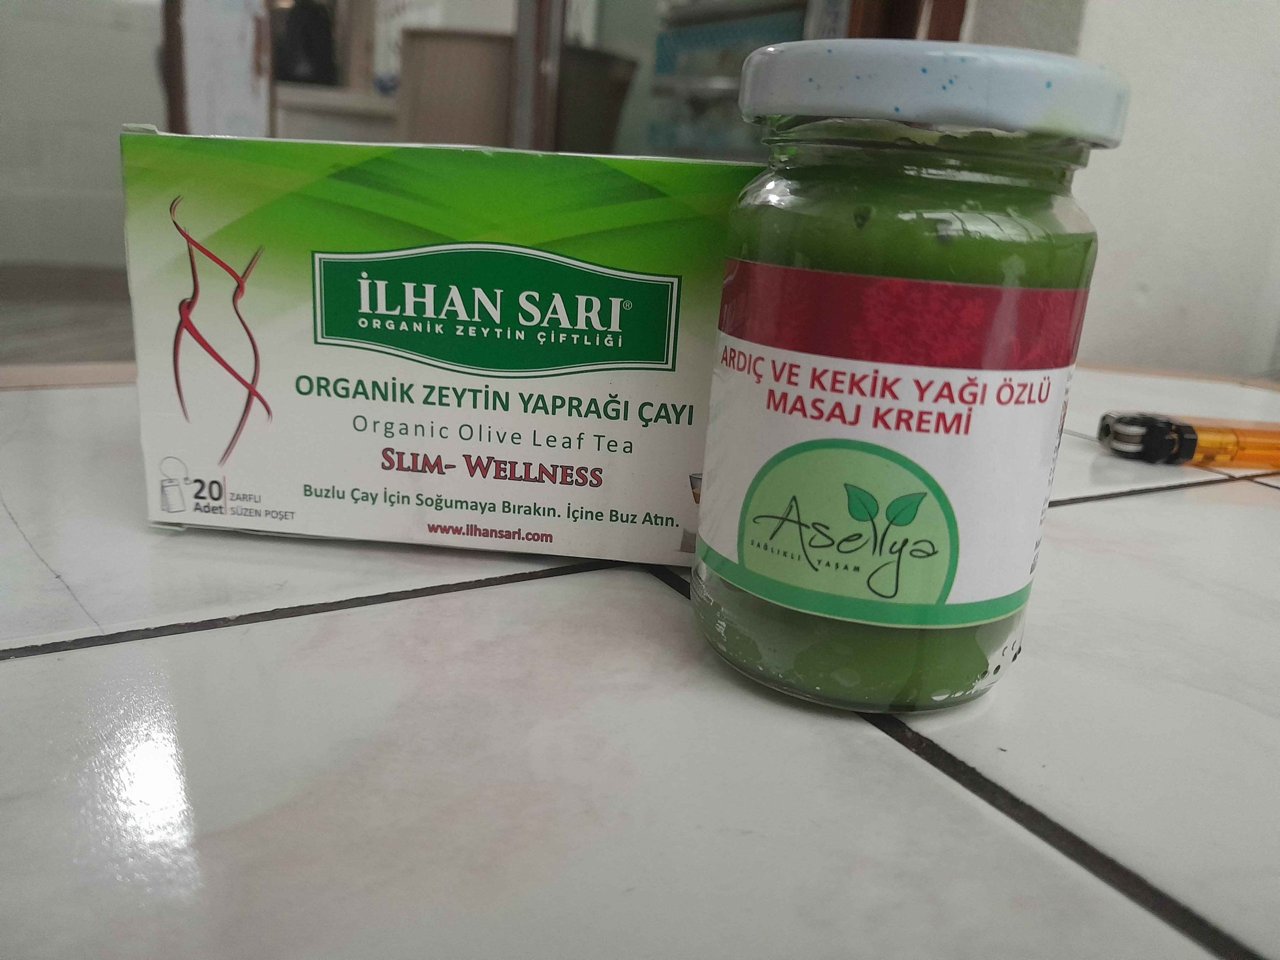 İLHAN SARI®
ORGANİK ZEYTİN ÇİFTLİĞİ
ORGANİK ZEYTİN YAPRAĞI ÇAYI
Organic Olive Leaf Tea
SLIM- WELLNESS
Buzlu Çay İçin Soğumaya Bırakın. İçine Buz Atın.
www.ilhansari.com
20 Adet
ZARFLI
SÜZEN POŞET
ARDIÇ VE KEKİK YAĞI ÖZLÜ
MASAJ KREMİ
Asellya
SAĞLIKLI YAŞAM